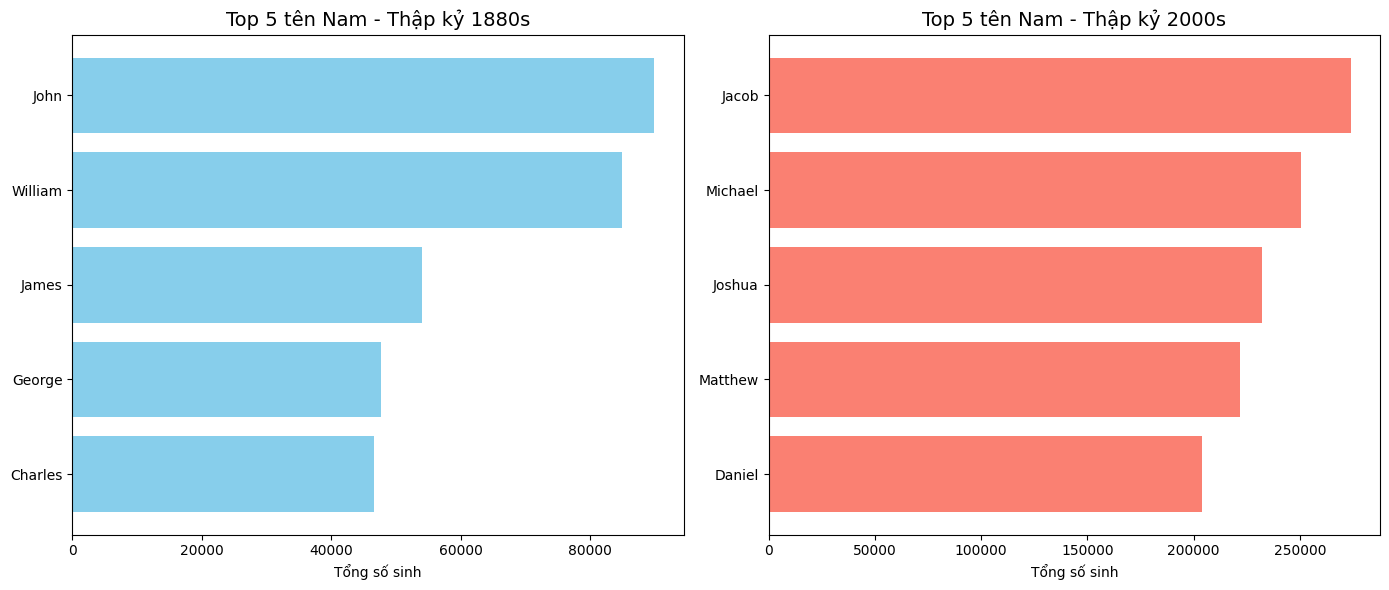 Top 5 tên Nam - Thập kỷ 1880s
John
William
James
George
Charles
0 20000 40000 60000 80000
Tổng số sinh
Top 5 tên Nam - Thập kỷ 2000s
Jacob
Michael
Joshua
Matthew
Daniel
0 50000 100000 150000 200000 250000
Tổng số sinh